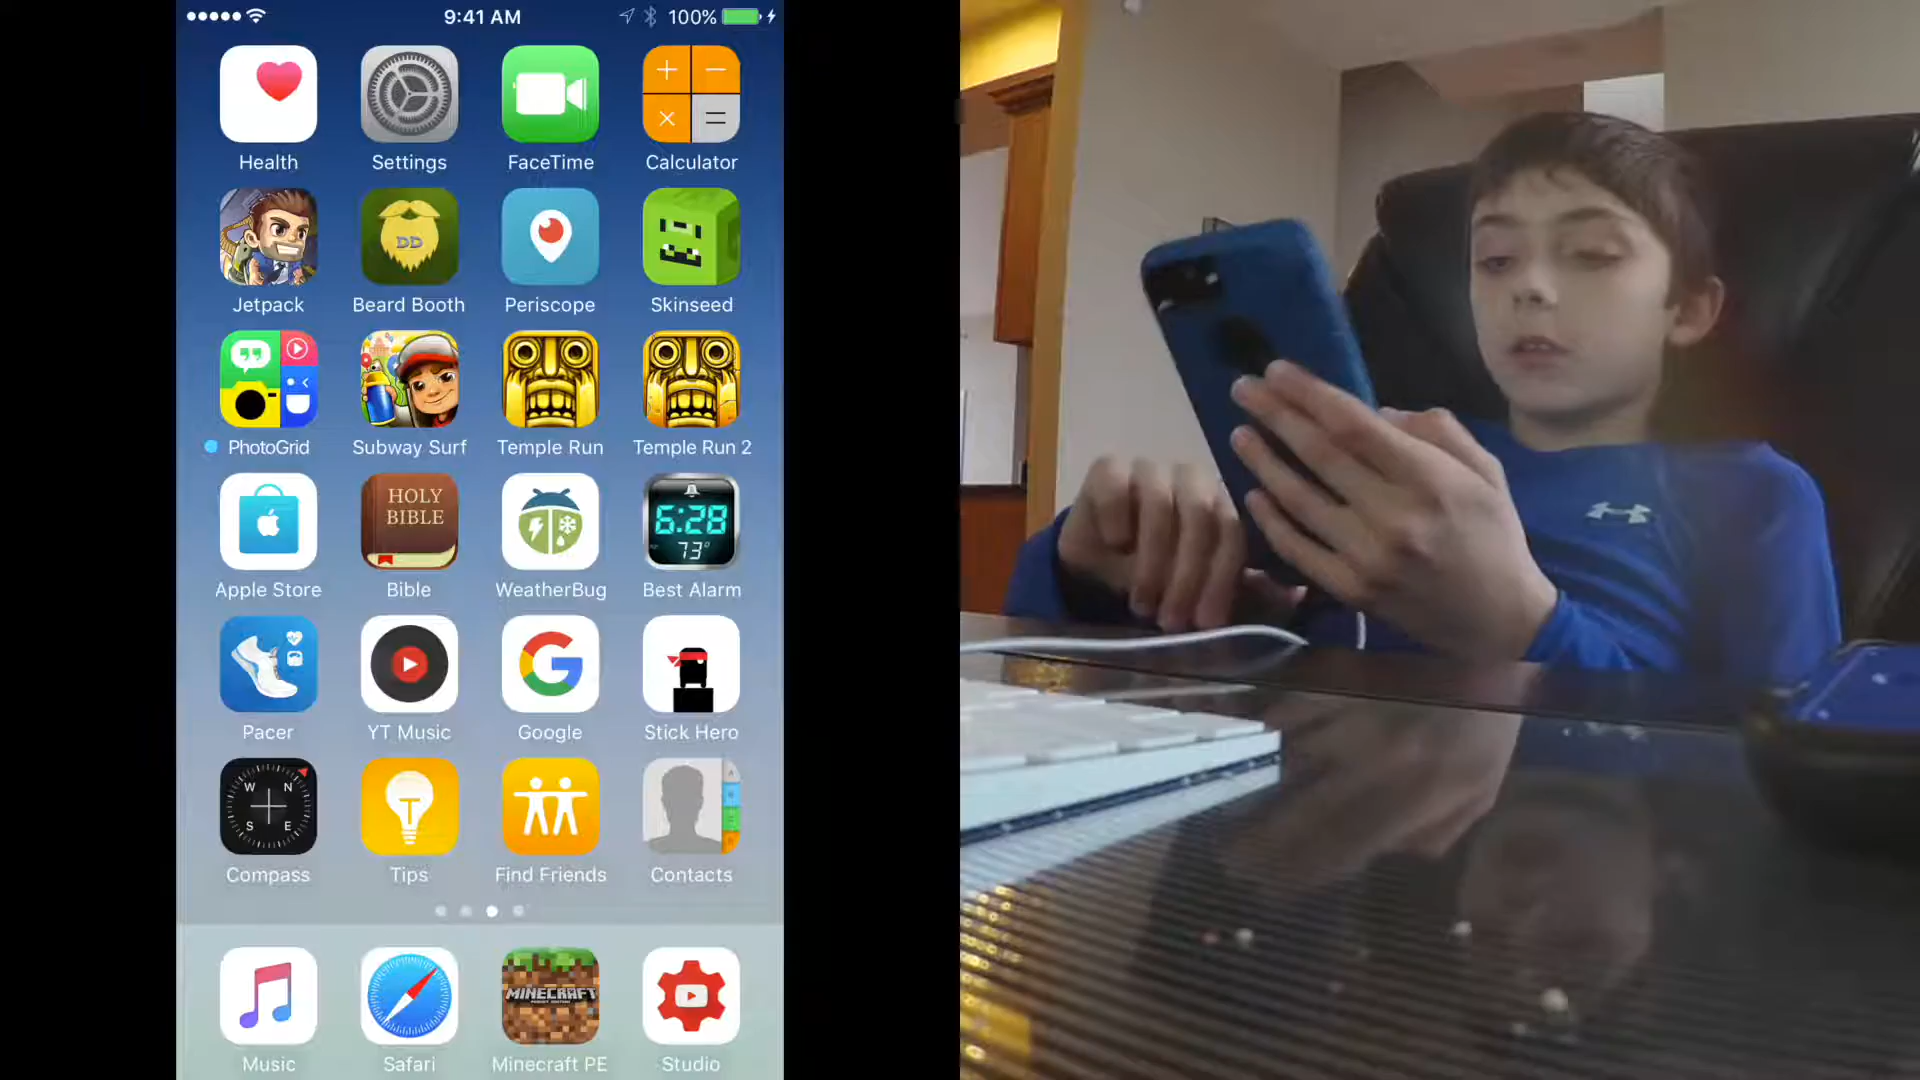 9:41 AM 100%
Health Settings FaceTime Calculator
DD
Jetpack Beard Booth Periscope Skinseed
PhotoGrid Subway Surf Temple Run Temple Run 2
HOLY
BIBLE
6:28
73°
Apple Store Bible WeatherBug Best Alarm
Pacer YT Music Google Stick Hero
W N
S E
Compass Tips Find Friends Contacts
MINECRAFT
Music Safari Minecraft PE Studio